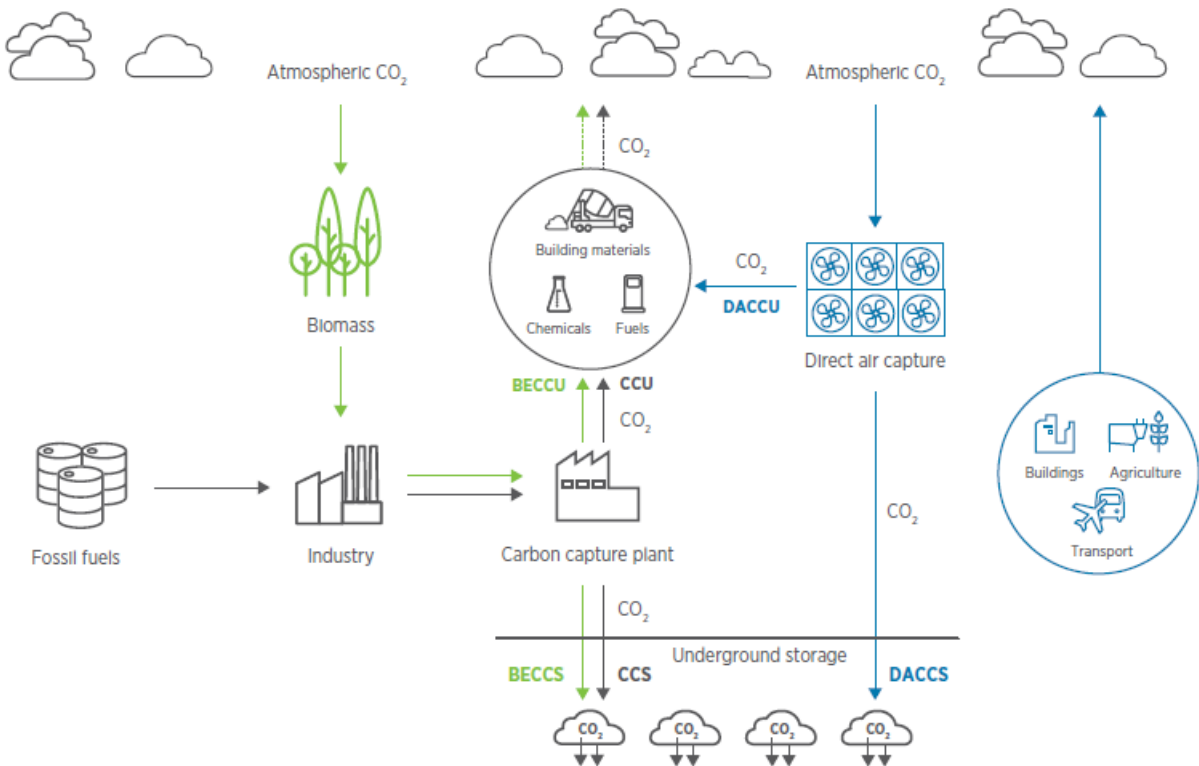 Atmospheric CO₂
Atmospheric CO₂
CO₂
Building materials
Chemicals
Fuels
CO₂
DACCU
Biomass
Direct air capture
BECCU
CCU
CO₂
Buildings
Agriculture
Transport
CO₂
Fossil fuels
Industry
Carbon capture plant
CO₂
Underground storage
BECCS
CCS
DACCS
CO₂
CO₂
CO₂
CO₂